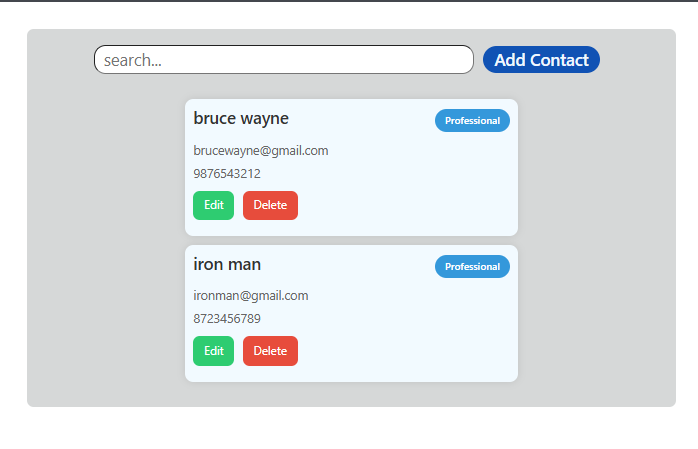 search... Add Contact
bruce wayne Professional
brucewayne@gmail.com
9876543212
Edit Delete
iron man Professional
ironman@gmail.com
8723456789
Edit Delete